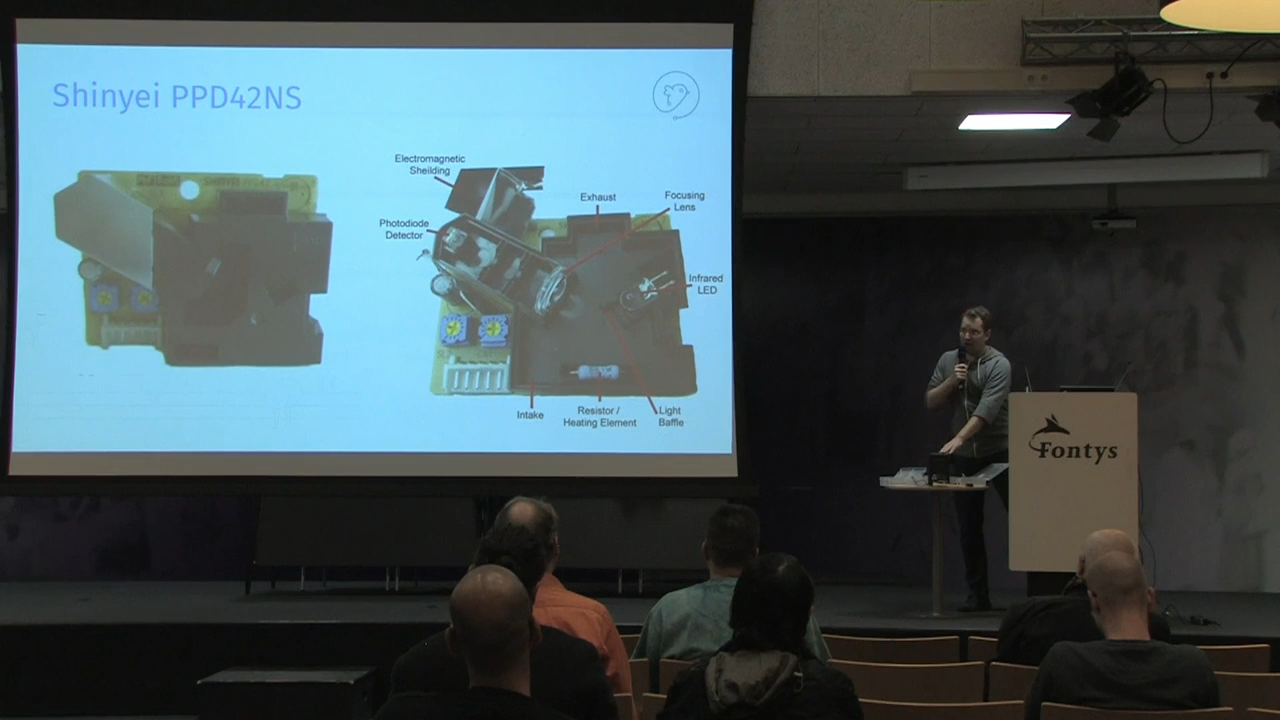 Shinyei PPD42NS
Electromagnetic
Sheilding
Exhaust
Focusing
Lens
Photodiode
Detector
Infrared
LED
Intake
Resistor /
Heating Element
Light
Baffle
Fontys